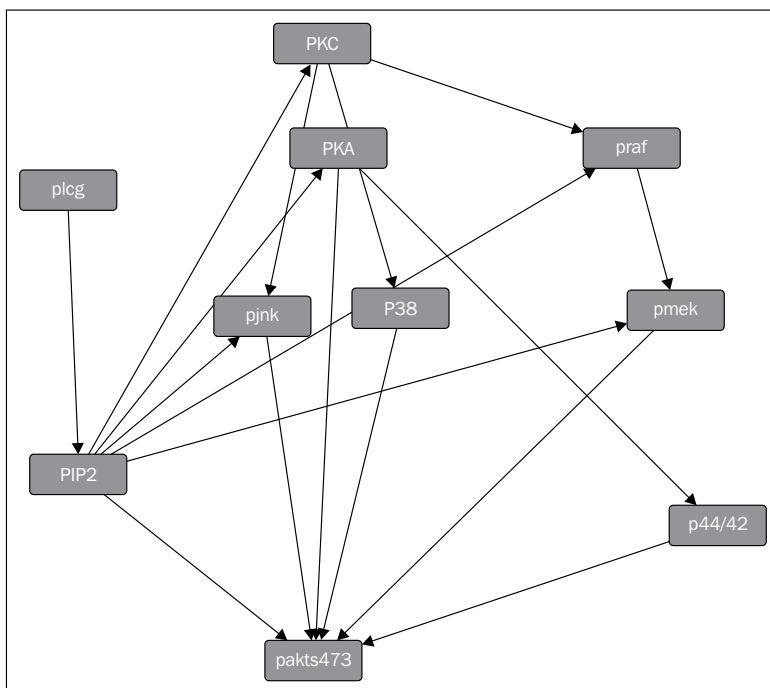 PKC
PKA
praf
plcg
pjnk
P38
pmek
PIP2
p44/42
pakts473